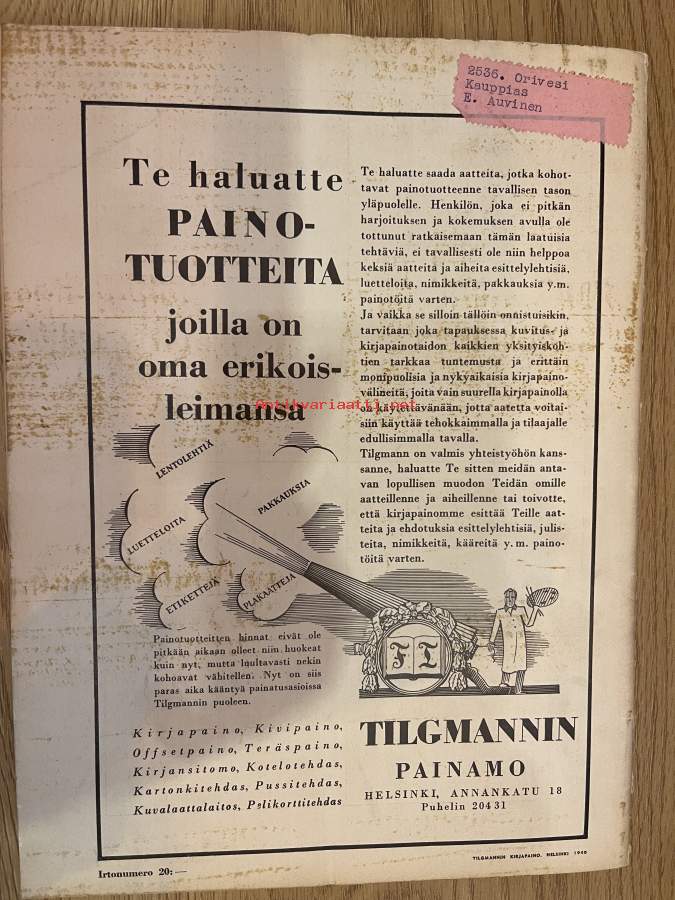 2536. Orivesi
Kauppias
E. Auvinen
Te haluatte
PAINO-
TUOTTEITA
joilla on
oma erikois-
leimansa
Te haluatte saada aatteita, jotka kohot-
tavat painotuotteenne tavallisen tason
yläpuolelle. Henkilön, joka ei pitkän
harjoituksen ja kokemuksen avulla ole
tottunut ratkaisemaan tämän laatuisia
tehtäviä, ei tavallisesti ole niin helppoa
keksiä aatteita ja aiheita esittelylehtisiä,
luetteloita, nimikkeitä, pakkauksia y.m.
painotöitä varten.
Ja vaikka se silloin tällöin onnistuisikin,
tarvitaan joka tapauksessa kuvitus- ja
kirjapainotaidon kaikkien yksityiskoh-
tien tarkkaa tuntemusta ja erittäin
monipuolisia ja nykyaikaisia kirjapaino-
välineitä, joita vain suurella kirjapainolla
on käytettävänään, jotta aatetta voitai-
siin käyttää tehokkaimmalla ja tilaajalle
edullisimmalla tavalla.
Tilgmann on valmis yhteistyöhön kans-
sanne, haluatte Te sitten meidän anta-
van lopullisen muodon Teidän omille
aatteillenne ja aiheillenne tai toivotte,
että kirjapainomme esittää Teille aat-
teita ja ehdotuksia esittelylehtisiä, julis-
teita, nimikkeitä, kääreitä y.m. paino-
töitä varten.
Antikvariaatti.net
LENTOLEHTIÄ
PAKKAUKSIA
LUETTELOITA
ETIKETTEJÄ
PLAKAATTEJA
F T
Painotuotteitten hinnat eivät ole
pitkään aikaan olleet niin huokeat
kuin nyt, mutta luultavasti nekin
kohoavat vähitellen. Nyt on siis
paras aika kääntyä painatusasioissa
Tilgmannin puoleen.
Kirjapaino, Kivipaino,
Offsetpaino, Teräspaino,
Kirjansitomo, Kotelotehdas,
Kartonkitehdas, Pussitehdas,
Kuvalaattalaitos, Pelikorttitehdas
TILGMANNIN
PAINAMO
HELSINKI, ANNANKATU 18
Puhelin 20431
Irtonumero 20:—
TILGMANNIN KIRJAPAINO, HELSINKI 1940